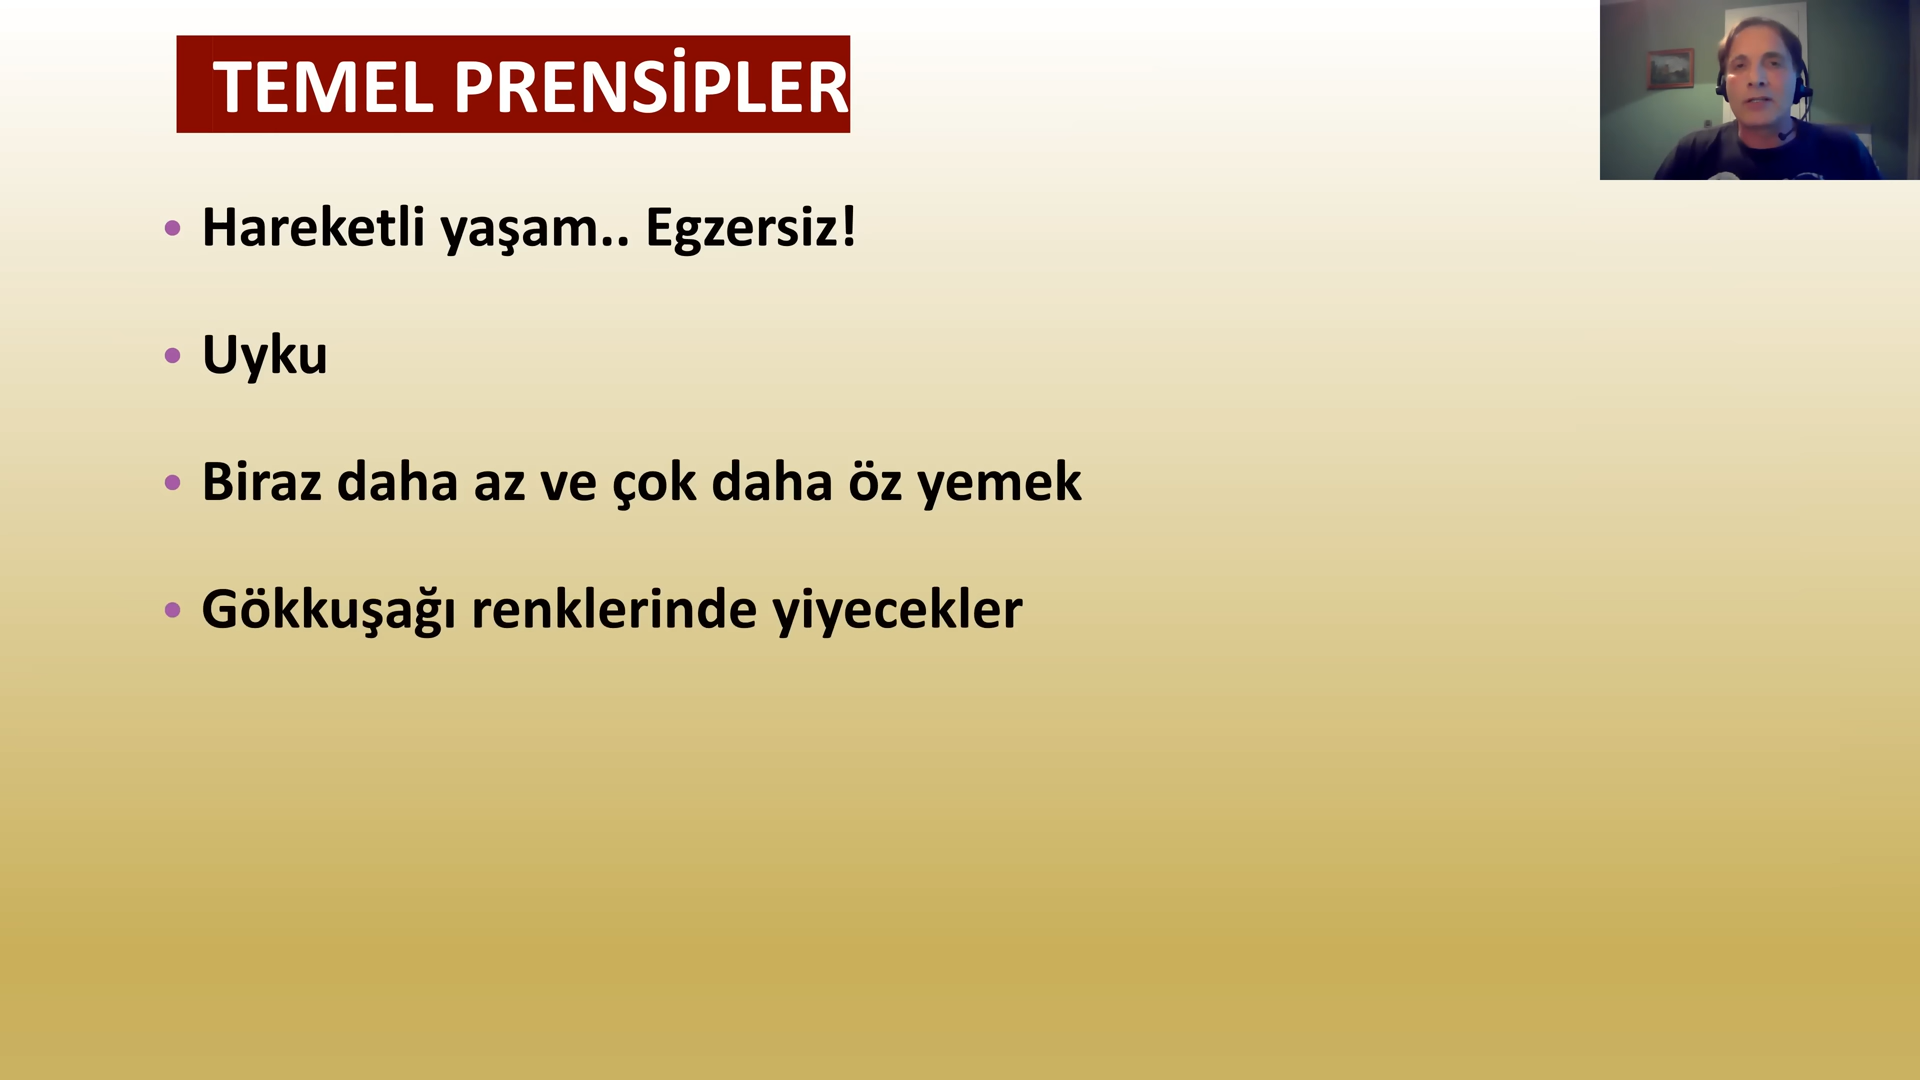 TEMEL PRENSİPLER
• Hareketli yaşam.. Egzersiz!
• Uyku
• Biraz daha az ve çok daha öz yemek
• Gökkuşağı renklerinde yiyecekler